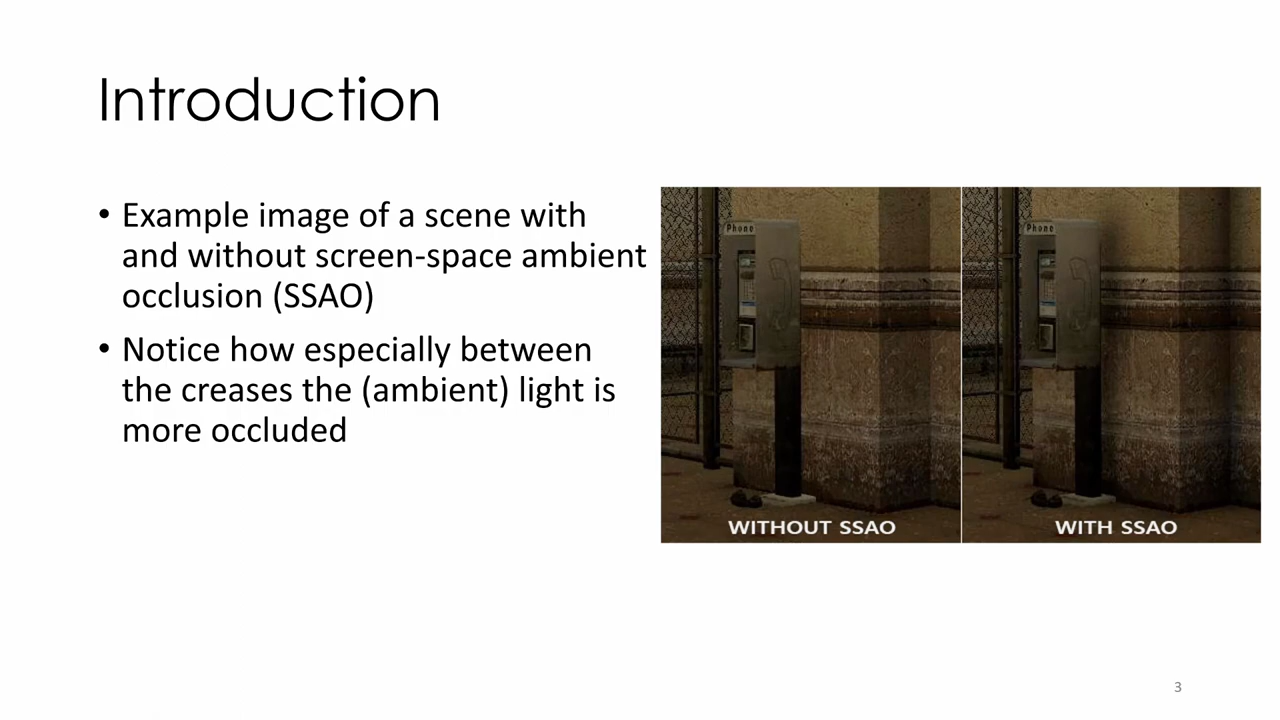 Introduction
• Example image of a scene with
and without screen-space ambient
occlusion (SSAO)
• Notice how especially between
the creases the (ambient) light is
more occluded
Phone
Phone
WITHOUT SSAO
WITH SSAO
3